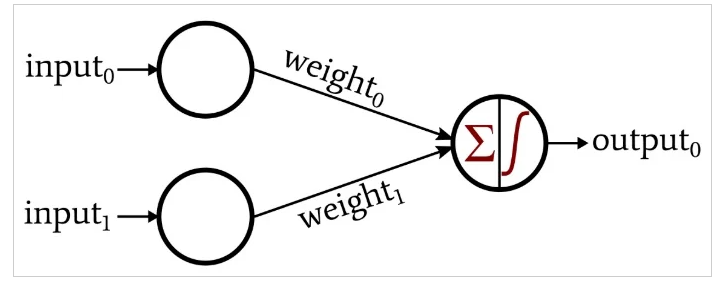 input₀
weight₀
Σ ∫
output₀
input₁
weight₁